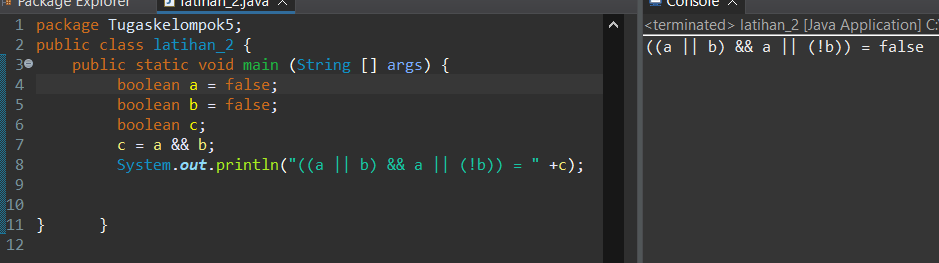 Package Explorer
latihan_2.java
1 package Tugaskelompok5;
2 public class latihan_2 {
3 public static void main (String [] args) {
4 boolean a = false;
5 boolean b = false;
6 boolean c;
7 c = a && b;
8 System.out.println("((a || b) && a || (!b)) = " +c);
9
10
11 } }
12
Console
<terminated> latihan_2 [Java Application] C:
((a || b) && a || (!b)) = false